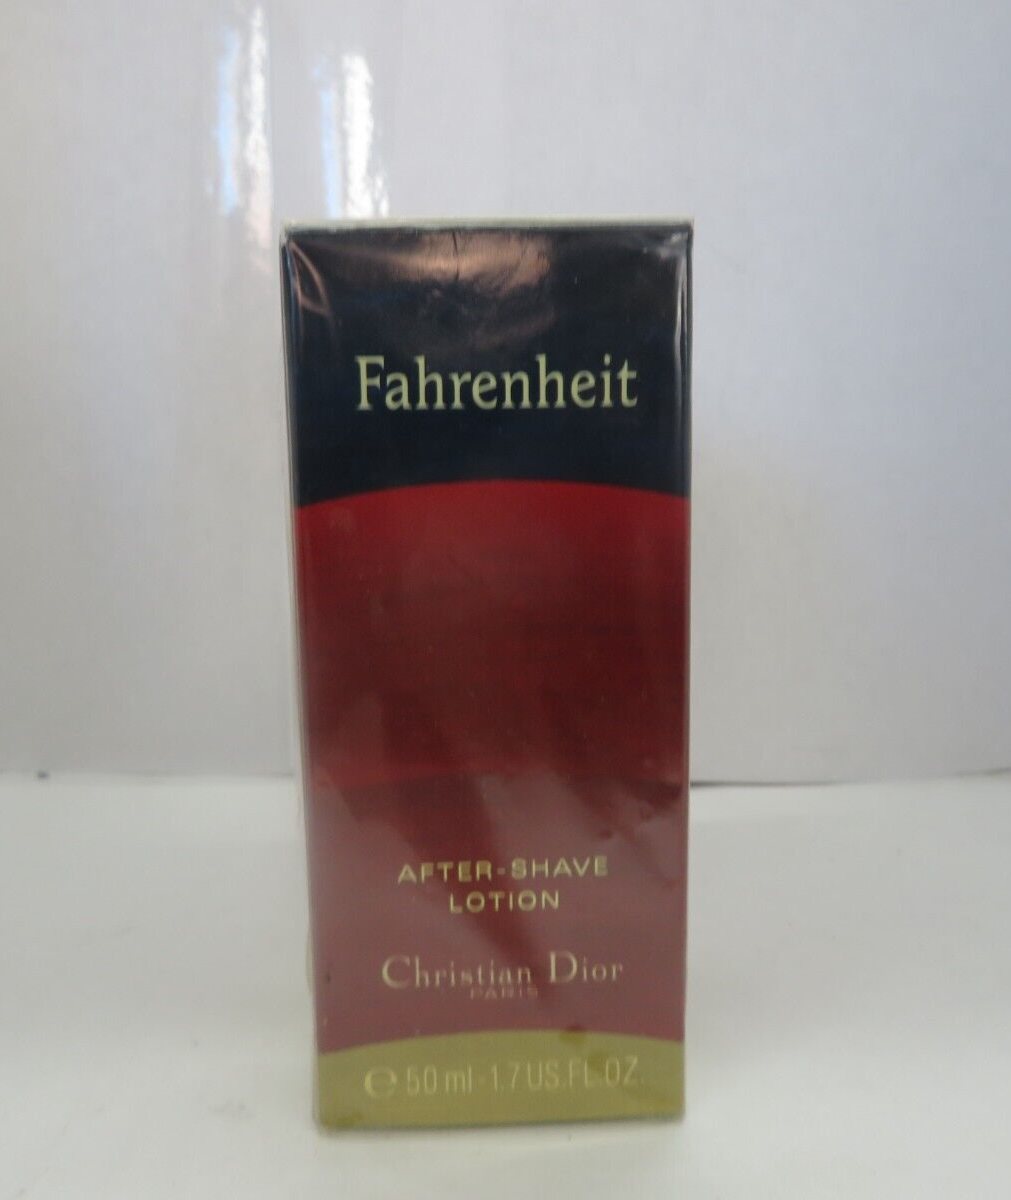 Fahrenheit
AFTER-SHAVE
LOTION
Christian Dior
PARIS
℮ 50 ml - 1.7 US.FL.OZ.